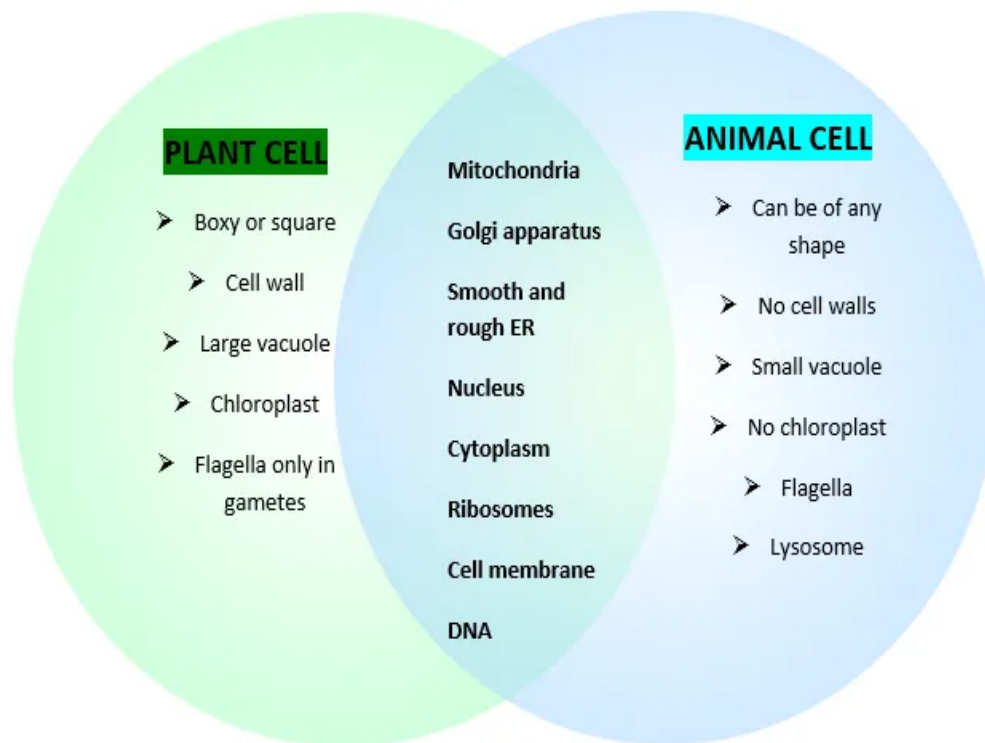 PLANT CELL
➤ Boxy or square
➤ Cell wall
➤ Large vacuole
➤ Chloroplast
➤ Flagella only in
gametes
Mitochondria
Golgi apparatus
Smooth and
rough ER
Nucleus
Cytoplasm
Ribosomes
Cell membrane
DNA
ANIMAL CELL
➤ Can be of any
shape
➤ No cell walls
➤ Small vacuole
➤ No chloroplast
➤ Flagella
➤ Lysosome